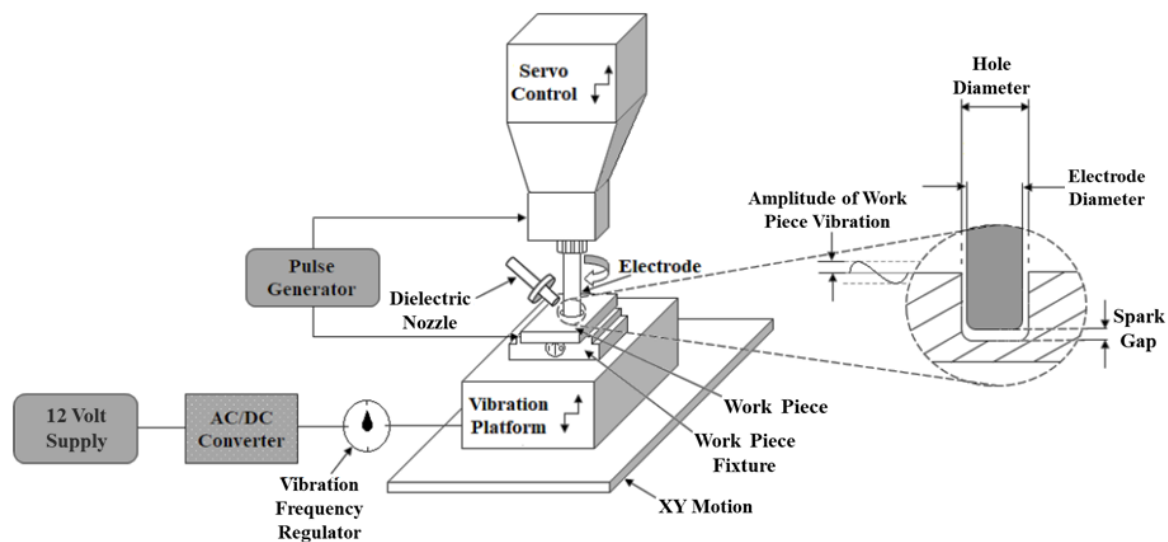 Servo
Control
Hole
Diameter
Amplitude of Work
Piece Vibration
Electrode
Diameter
Pulse
Generator
Electrode
Dielectric
Nozzle
Spark
Gap
12 Volt
Supply
AC/DC
Converter
Vibration
Platform
Work Piece
Work Piece
Fixture
Vibration
Frequency
Regulator
XY Motion